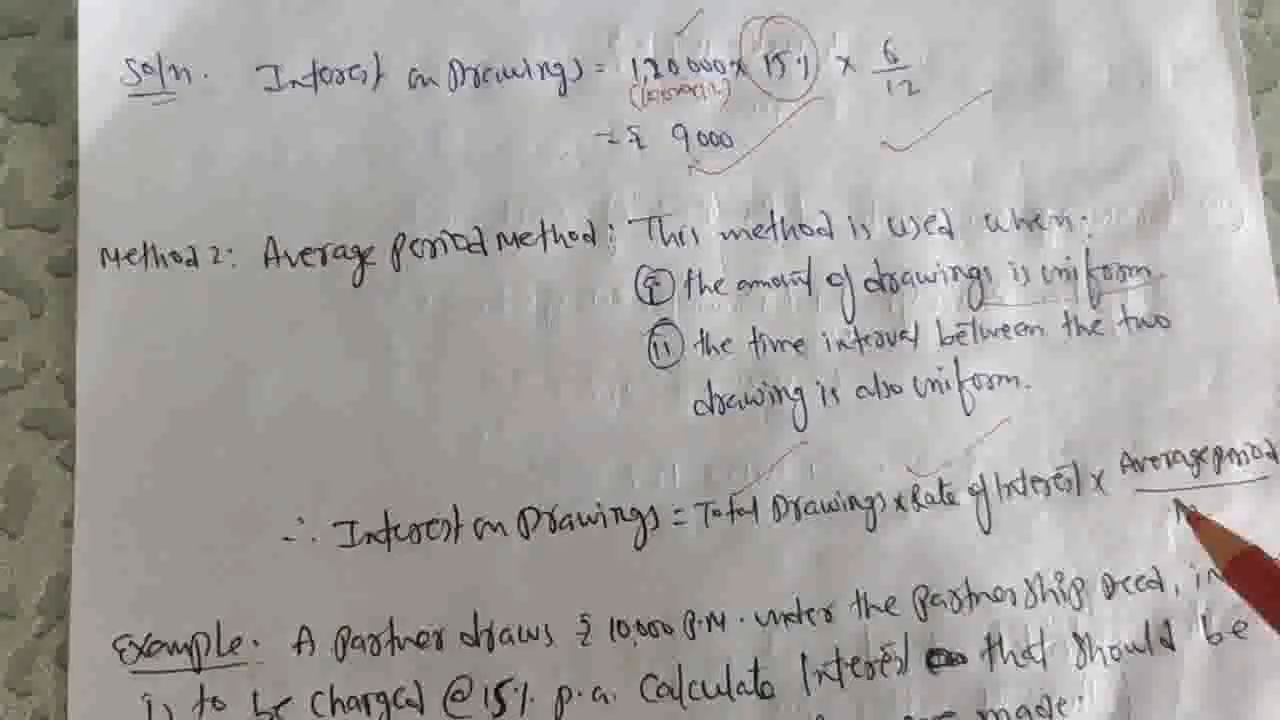 Soln. Interest on Drawings = 1,20,000 x 15% x 6/12
= ₹ 9000
Method 2: Average period Method: This method is used when:
(i) the amount of drawings is uniform.
(ii) the time interval between the two
drawing is also uniform.
∴ Interest on Drawings = Total Drawings x Rate of Interest x Average period/
Example. A partner draws ₹ 10,000 P.M. under the partnership Deed, in
is to be charged @ 15% p.a. Calculate Interest that should be
made: